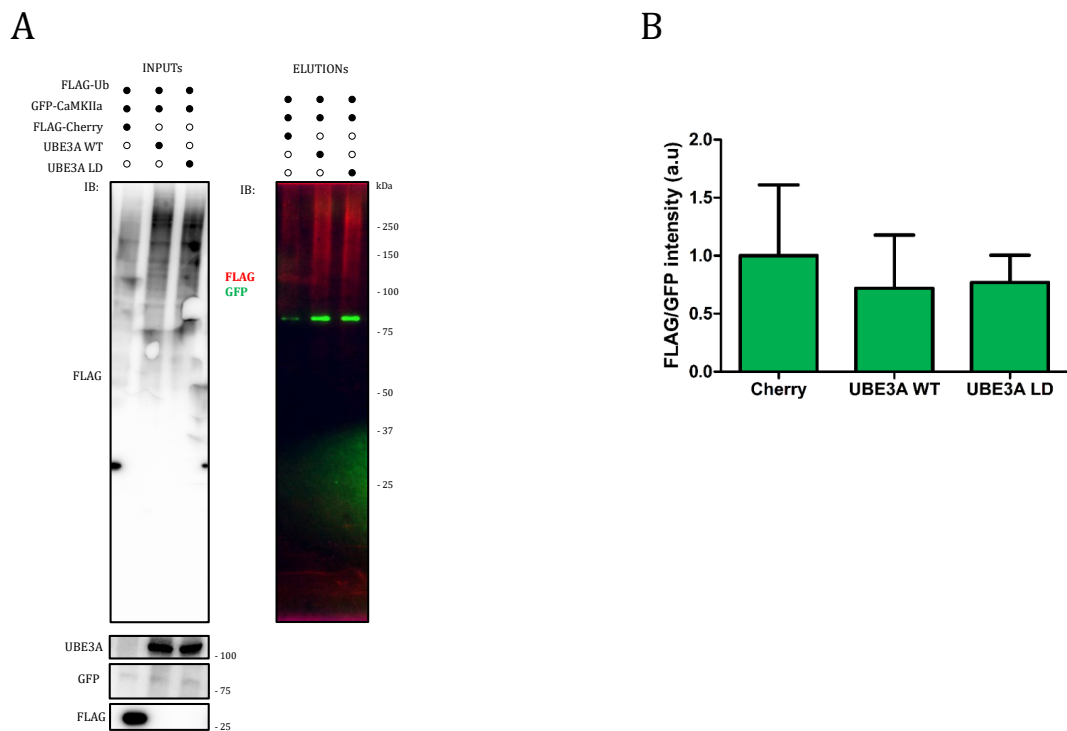 A
INPUTs
FLAG-Ub
GFP-CaMKIIa
FLAG-Cherry
UBE3A WT
UBE3A LD
IB:
FLAG
UBE3A
- 100
GFP
- 75
FLAG
- 25
ELUTIONs
IB:
kDa
FLAG
GFP
- 250
- 150
- 100
- 75
- 50
- 37
- 25
B
FLAG/GFP intensity (a.u)
2.0
1.5
1.0
0.5
0.0
Cherry UBE3A WT UBE3A LD